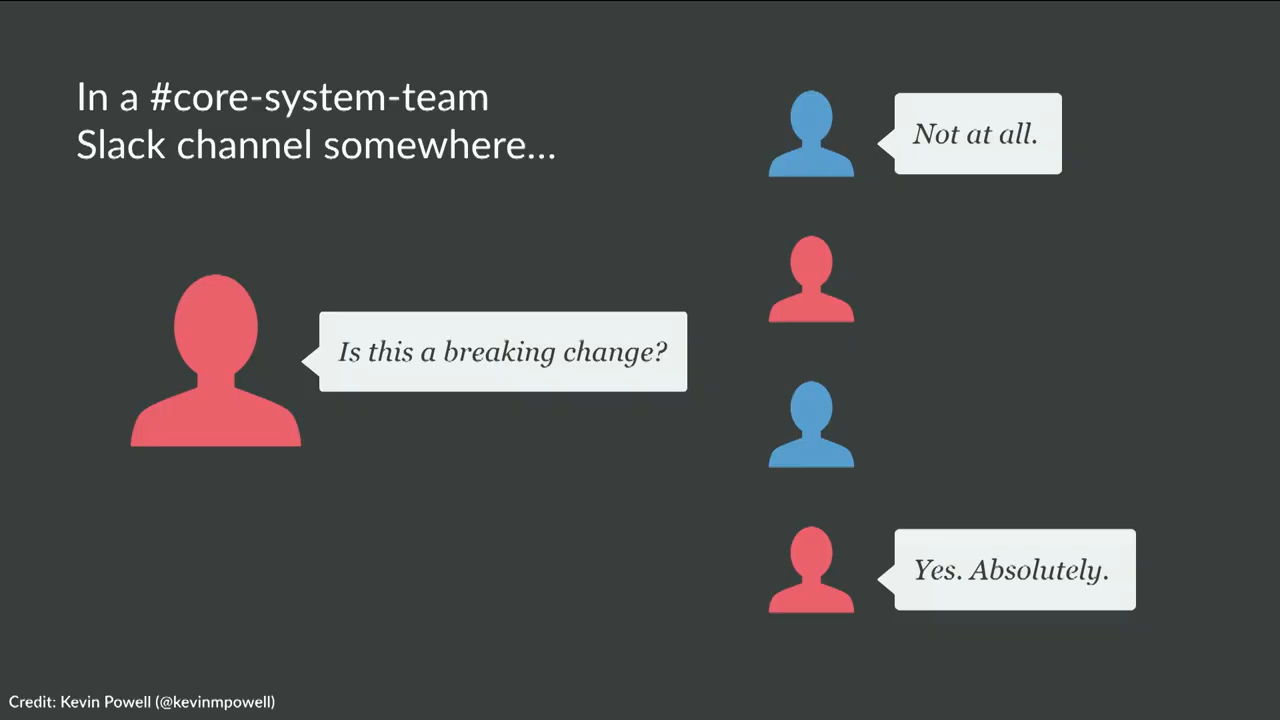 In a #core-system-team
Slack channel somewhere...
Not at all.
Is this a breaking change?
Yes. Absolutely.
Credit: Kevin Powell (@kevinmpowell)